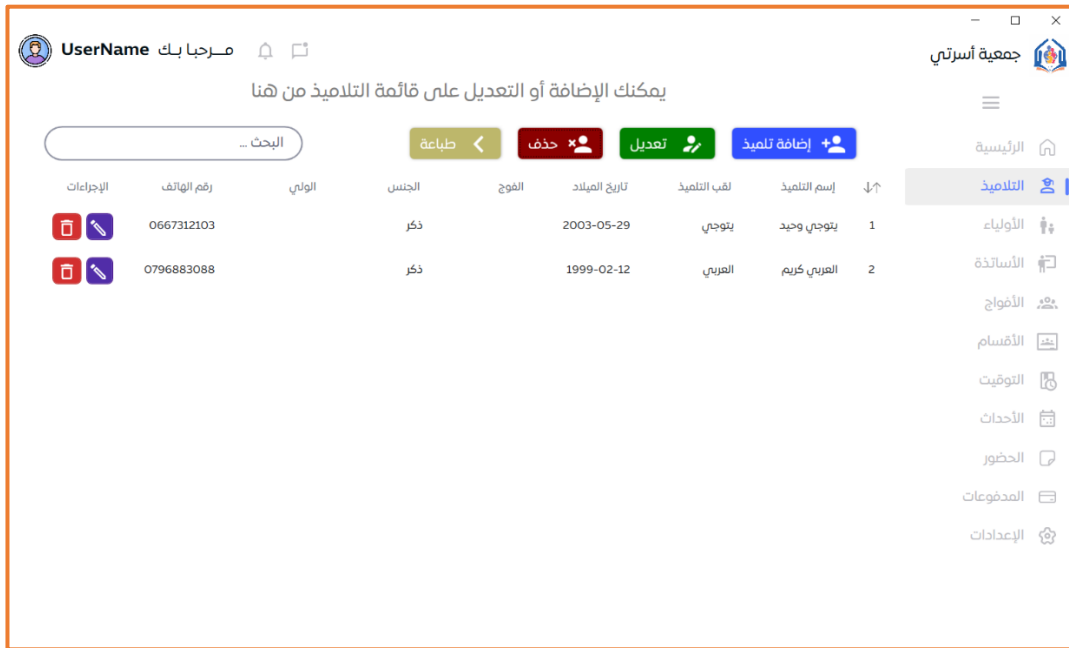 جمعية أسرتي
مـــرحبا بـك UserName
يمكنك الإضافة أو التعديل على قائمة التلاميذ من هنا
إضافة تلميذ
تعديل
حذف
طباعة
البحث ...
إسم التلميذ لقب التلميذ تاريخ الميلاد الفوج الجنس الولي رقم الهاتف الإجراءات
1 يتوجي وحيد يتوجي 2003-05-29 ذكر 0667312103
2 العربي كريم العربي 1999-02-12 ذكر 0796883088
الرئيسية
التلاميذ
الأولياء
الأساتذة
الأفواج
الأقسام
التوقيت
الأحداث
الحضور
المدفوعات
الإعدادات